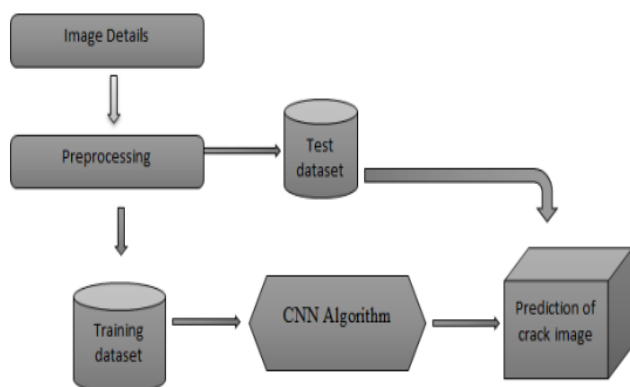 Image Details
Preprocessing
Test
dataset
Training
dataset
CNN Algorithm
Prediction of
crack image